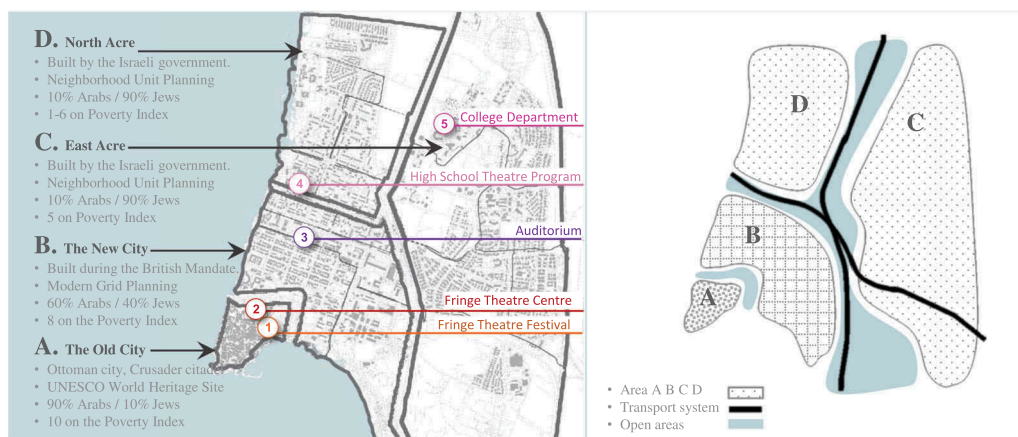 D. North Acre
• Built by the Israeli government.
• Neighborhood Unit Planning
• 10% Arabs / 90% Jews
• 1-6 on Poverty Index
C. East Acre
• Built by the Israeli government.
• Neighborhood Unit Planning
• 10% Arabs / 90% Jews
• 5 on Poverty Index
B. The New City
• Built during the British Mandate.
• Modern Grid Planning
• 60% Arabs / 40% Jews
• 8 on the Poverty Index
A. The Old City
• Ottoman city, Crusader citadel
• UNESCO World Heritage Site
• 90% Arabs / 10% Jews
• 10 on the Poverty Index
5 College Department
High School Theatre Program
4
Auditorium
3
Fringe Theatre Centre
2
Fringe Theatre Festival
1
D
C
B
A
• Area A B C D
• Transport system
• Open areas